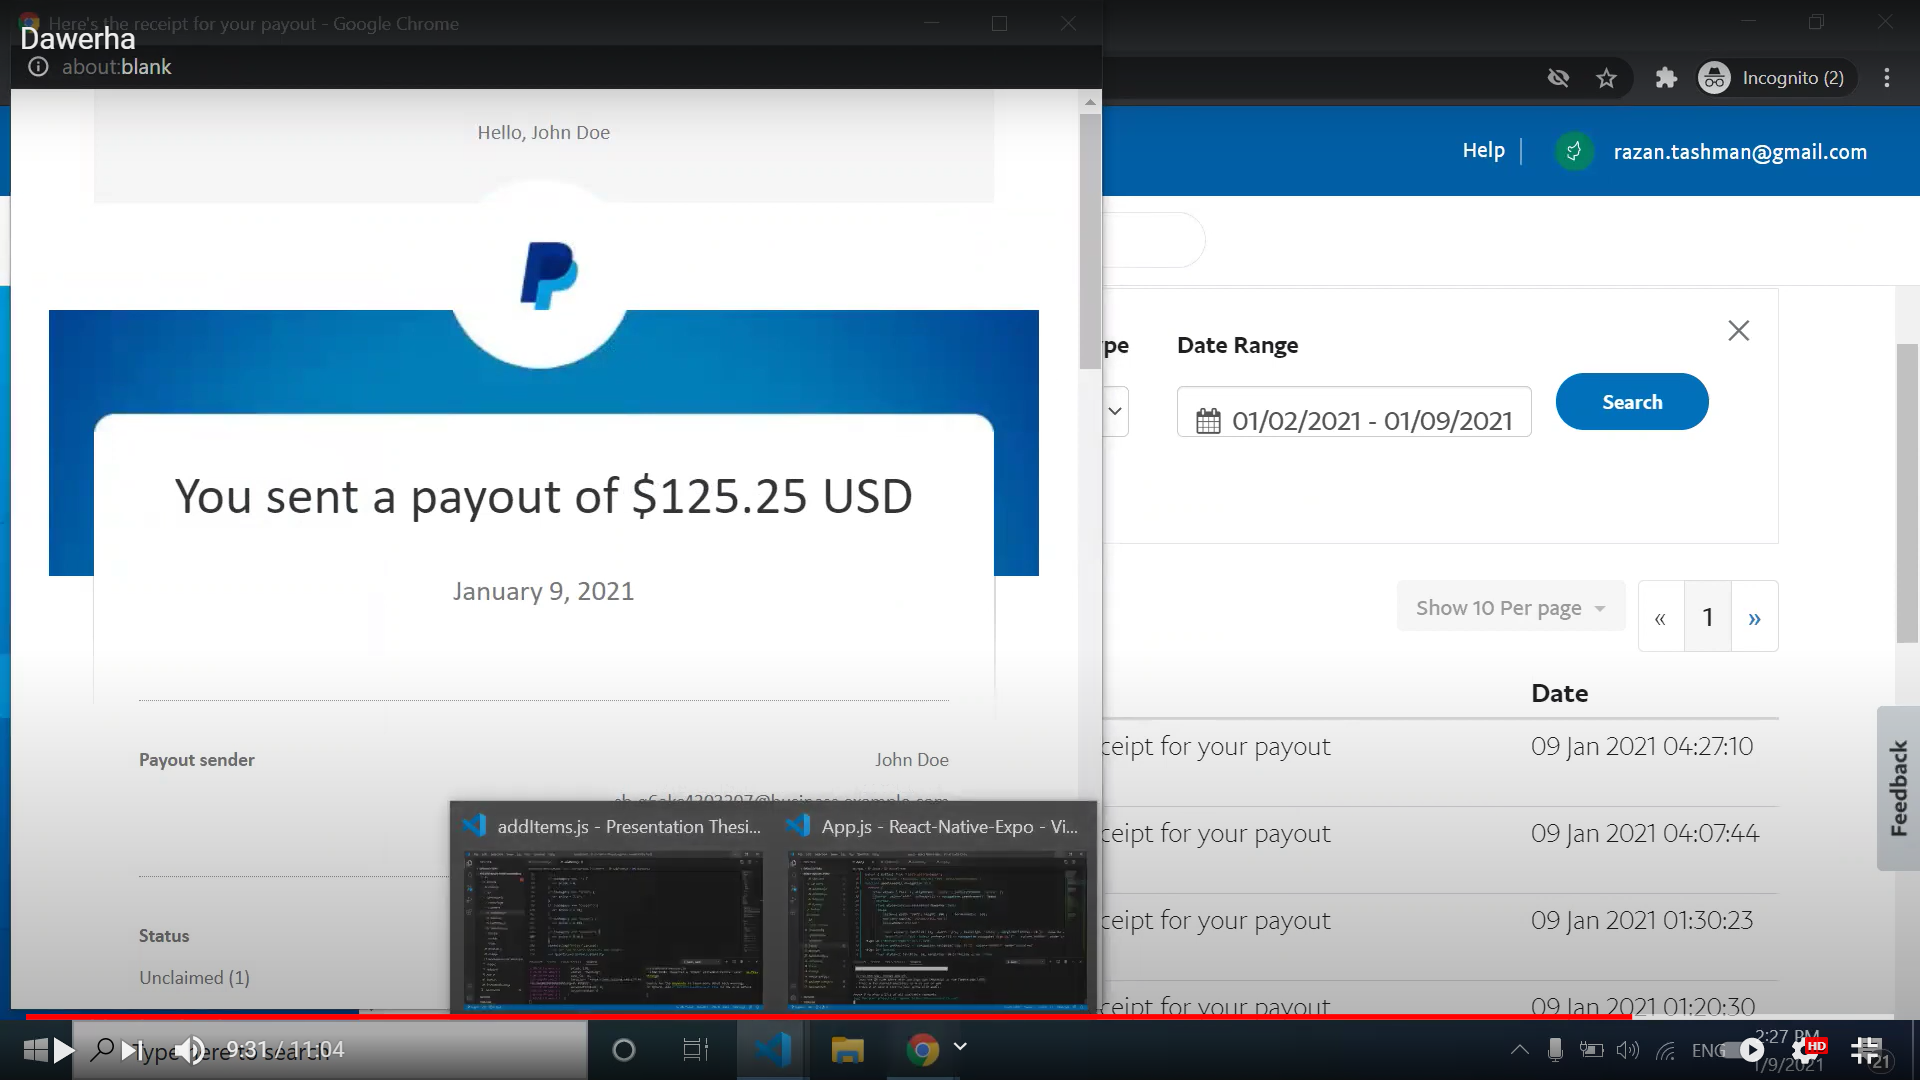 Here's the receipt for your payout - Google Chrome
Dawerha
about:blank
Incognito (2)
Hello, John Doe
Help
razan.tashman@gmail.com
You sent a payout of $125.25 USD
January 9, 2021
Payout sender
John Doe
Status
Unclaimed (1)
pe
Date Range
01/02/2021 - 01/09/2021
Search
Show 10 Per page
« 1 »
Date
ceipt for your payout 09 Jan 2021 04:27:10
ceipt for your payout 09 Jan 2021 04:07:44
ceipt for your payout 09 Jan 2021 01:30:23
ceipt for your payout 09 Jan 2021 01:20:30
Feedback
addItems.js - Presentation Thesi...
App.js - React-Native-Expo - Vi...
Type here to search
9:31 / 11:04
ENG
2:27 PM
1/9/2021
HD
21